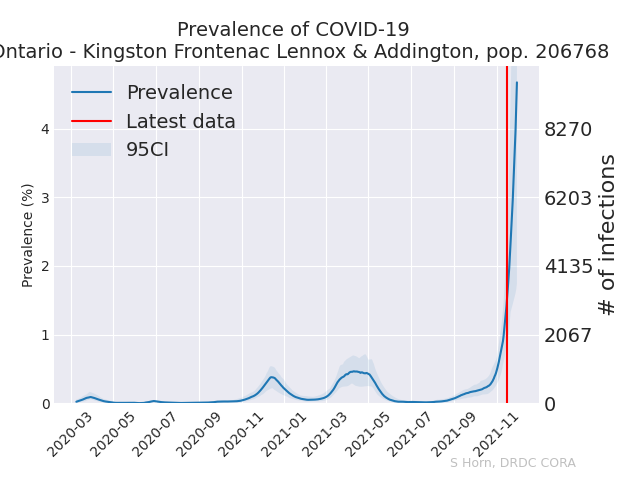 Prevalence of COVID-19
Ontario - Kingston Frontenac Lennox & Addington, pop. 206768
Prevalence
Latest data
95CI
Prevalence (%)
4
3
2
1
0
8270
6203
4135
2067
0
# of infections
2020-03
2020-05
2020-07
2020-09
2020-11
2021-01
2021-03
2021-05
2021-07
2021-09
2021-11
S Horn, DRDC CORA